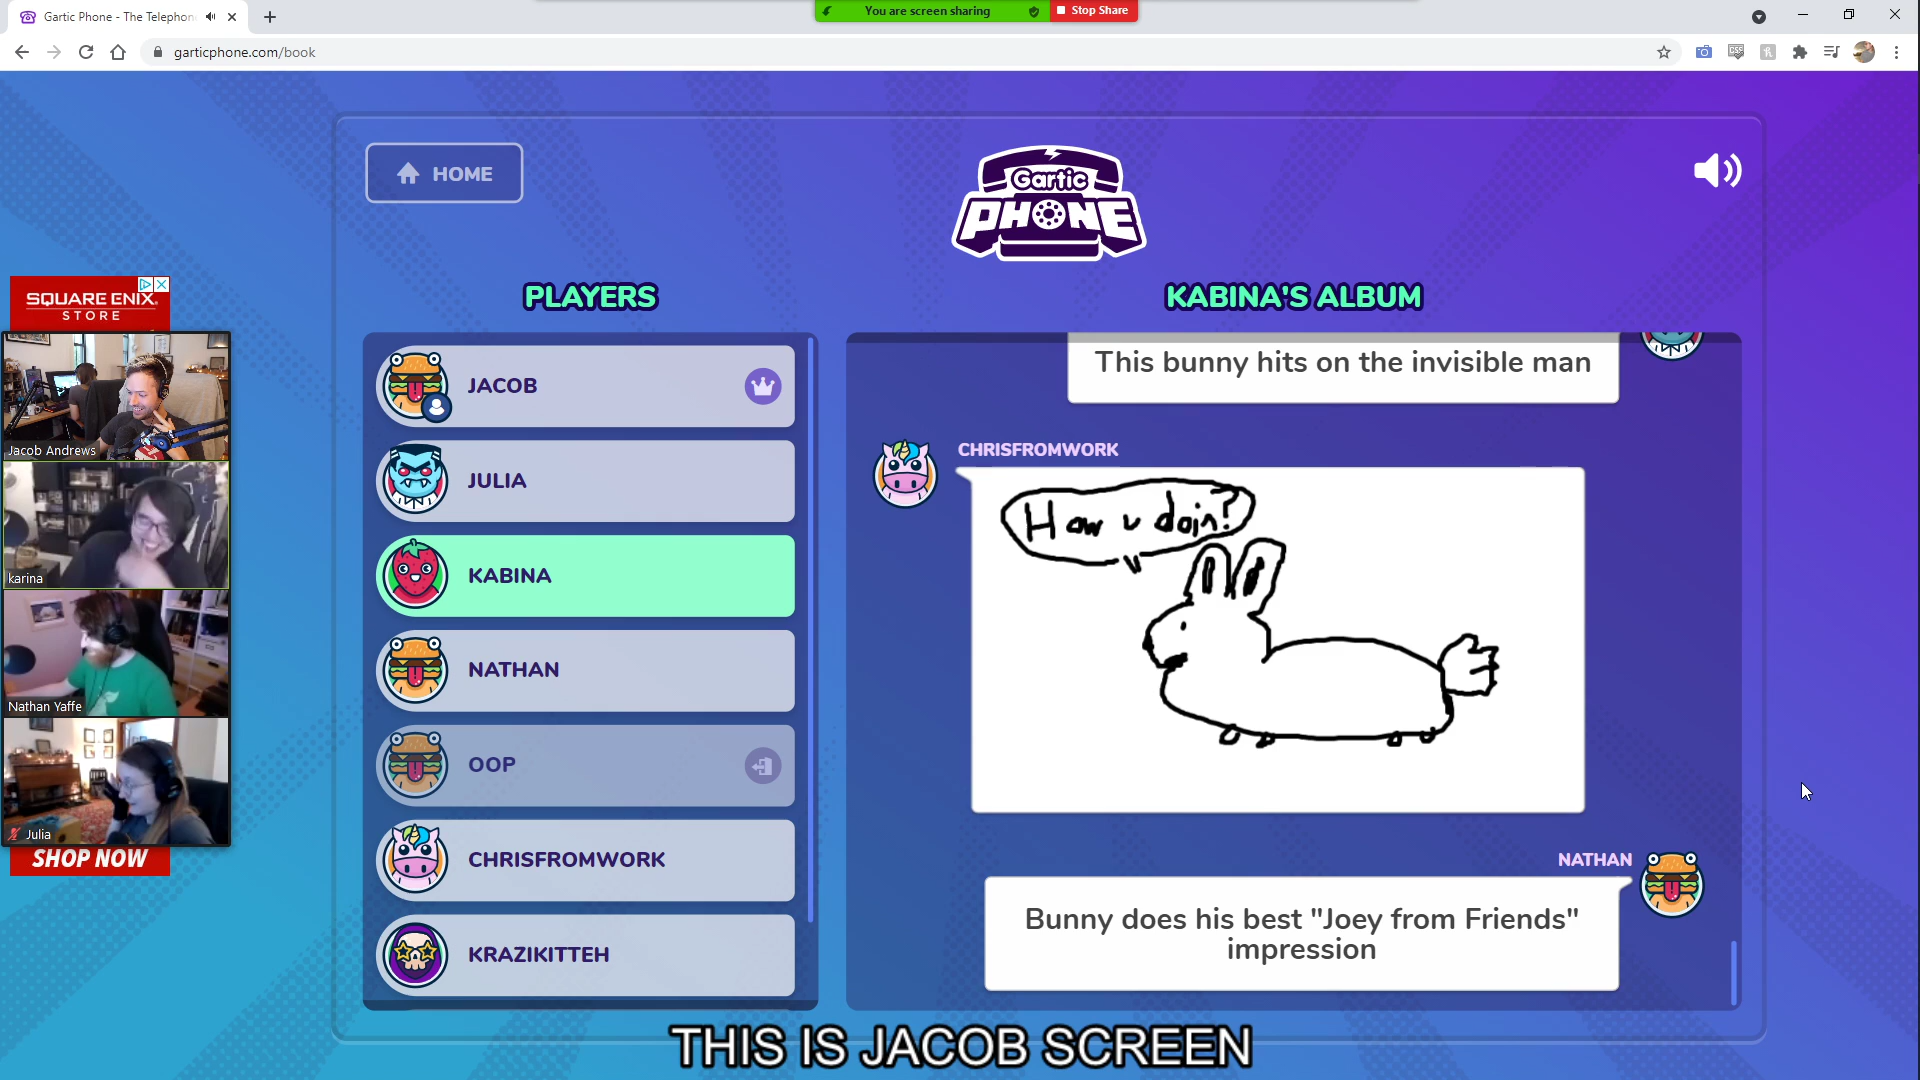 Gartic Phone - The Telephon
You are screen sharing
Stop Share
garticphone.com/book
HOME
Gartic
PHONE
PLAYERS
KABINA'S ALBUM
SQUARE ENIX.
STORE
Jacob Andrews
karina
Nathan Yaffe
Julia
SHOP NOW
JACOB
JULIA
KABINA
NATHAN
OOP
CHRISFROMWORK
KRAZIKITTEH
This bunny hits on the invisible man
CHRISFROMWORK
How u doin?
NATHAN
Bunny does his best "Joey from Friends"
impression
THIS IS JACOB SCREEN